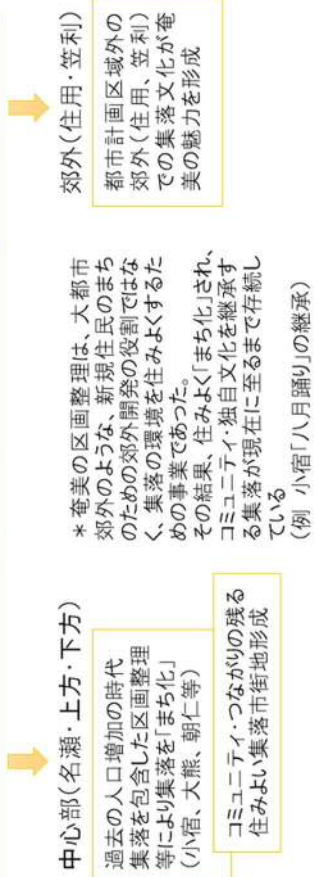 中心部(名瀬・上方・下方)
過去の人口増加の時代
集落を包含した区画整理
等により集落を「まち化」
(小宿、大熊、朝仁等)
コミュニティ・つながりの残る
住みよい集落市街地形成
*奄美の区画整理は、大都市
郊外のような、新規住民のまち
のための郊外開発の役割ではな
く、集落の環境を住みよくするた
めの事業であった。
その結果、住みよく「まち化」され、
コミュニティ・独自文化を継承す
る集落が現在に至るまで存続し
ている
(例 小宿「八月踊り」の継承)
郊外(住用・笠利)
都市計画区域外の
郊外(住用、笠利)
での集落文化が奄
美の魅力を形成